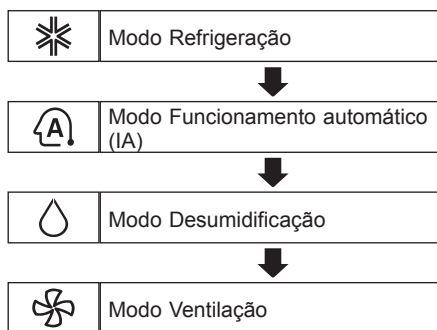 Modo Refrigeração
A
Modo Funcionamento automático
(IA)
Modo Desumidificação
Modo Ventilação